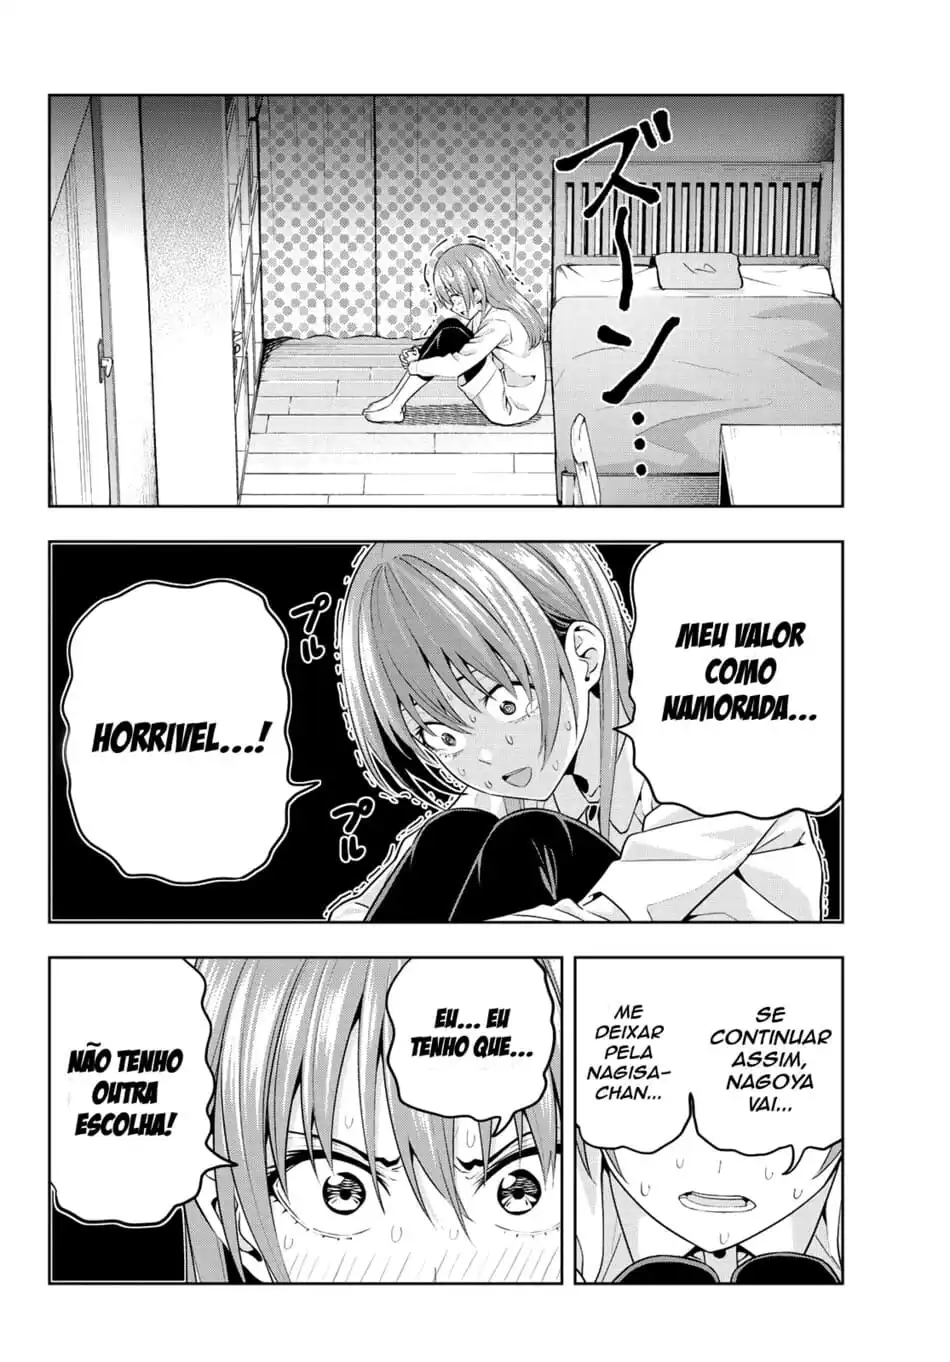 ズーン…
MEU VALOR
COMO
NAMORADA...
プル
プル
HORRIVEL...!
SE
CONTINUAR
ASSIM,
NAGOYA
VAI...
ME
DEIXAR
PELA
NAGISA-
CHAN...
EU... EU
TENHO QUE...
NÃO TENHO
OUTRA
ESCOLHA!